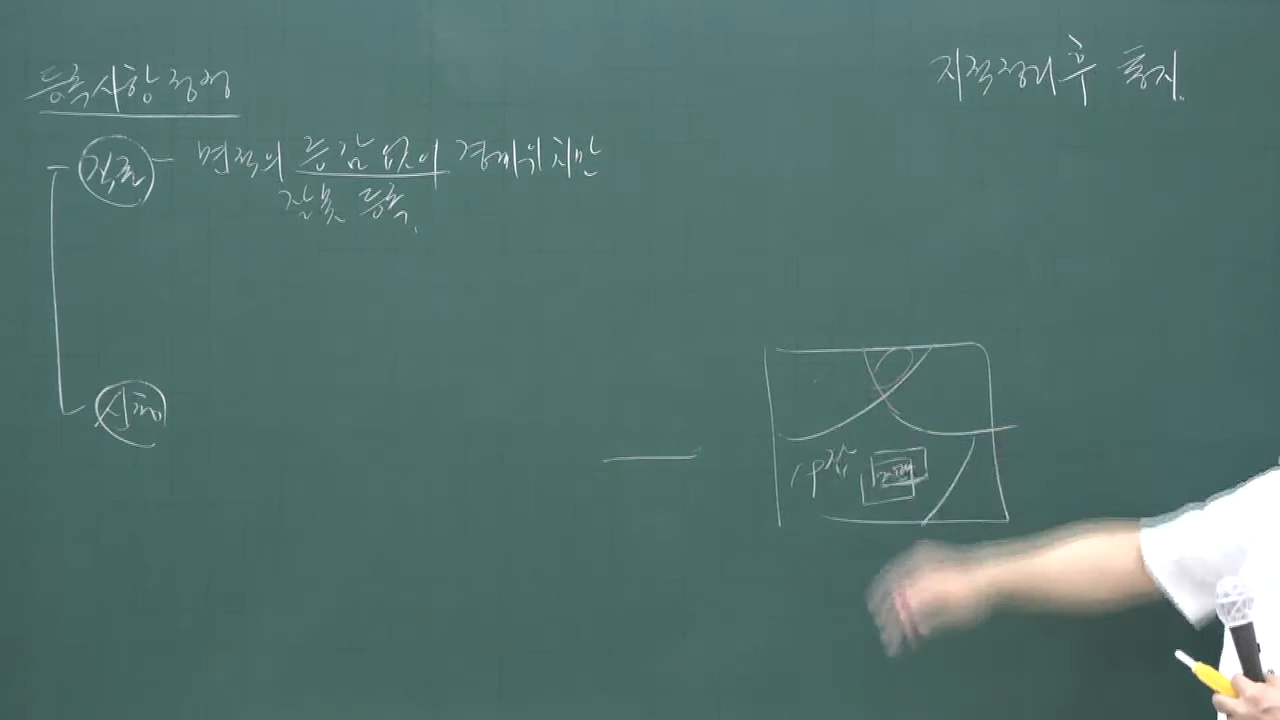 등록사항정정
지적정리 후 통지.
직권 - 면적의 증감 없이 경계위치만
잘못 등록.
신청